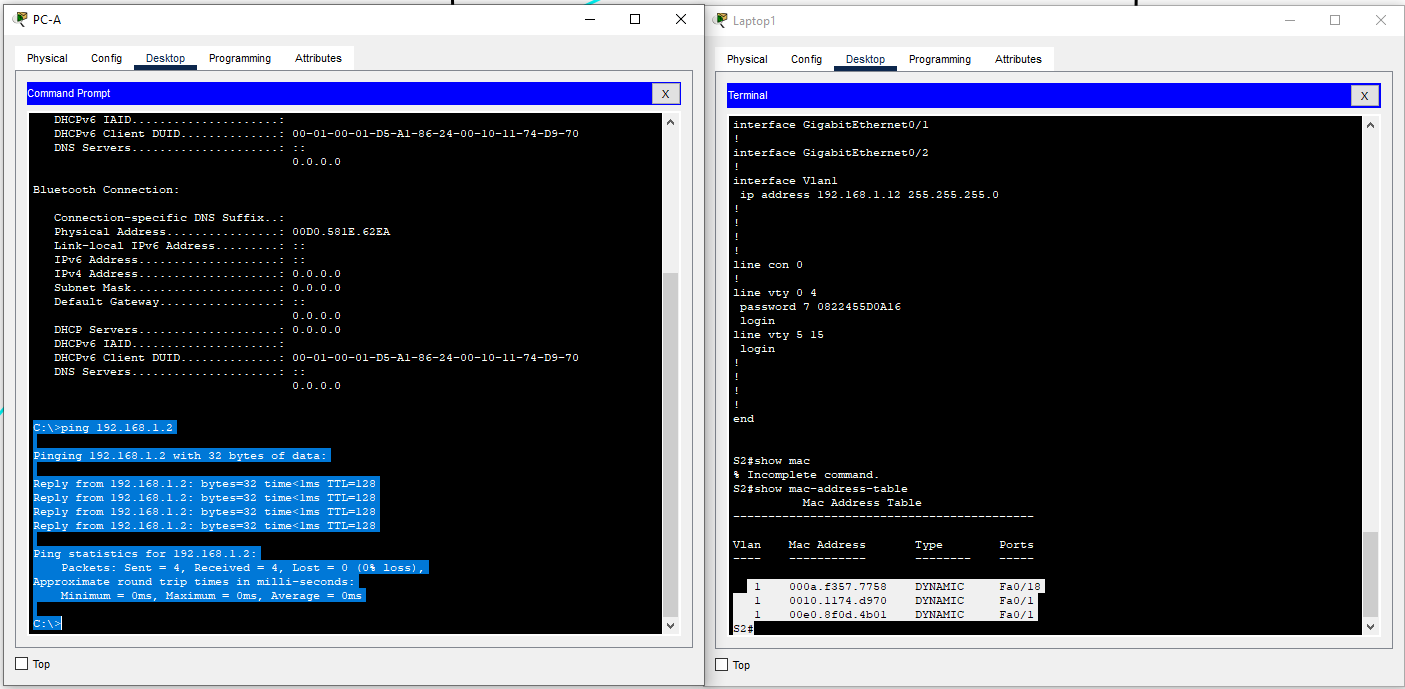 PC-A
Physical Config Desktop Programming Attributes
Command Prompt X
DHCPv6 IAID.....................:
DHCPv6 Client DUID..............: 00-01-00-01-D5-A1-86-24-00-10-11-74-D9-70
DNS Servers.....................: ::
0.0.0.0
Bluetooth Connection:
Connection-specific DNS Suffix..:
Physical Address................: 00D0.581E.62EA
Link-local IPv6 Address.........: ::
IPv6 Address....................: ::
IPv4 Address....................: 0.0.0.0
Subnet Mask.....................: 0.0.0.0
Default Gateway.................: ::
0.0.0.0
DHCP Servers....................: 0.0.0.0
DHCPv6 IAID.....................:
DHCPv6 Client DUID..............: 00-01-00-01-D5-A1-86-24-00-10-11-74-D9-70
DNS Servers.....................: ::
0.0.0.0
C:\>ping 192.168.1.2
Pinging 192.168.1.2 with 32 bytes of data:
Reply from 192.168.1.2: bytes=32 time<1ms TTL=128
Reply from 192.168.1.2: bytes=32 time<1ms TTL=128
Reply from 192.168.1.2: bytes=32 time<1ms TTL=128
Reply from 192.168.1.2: bytes=32 time<1ms TTL=128
Ping statistics for 192.168.1.2:
Packets: Sent = 4, Received = 4, Lost = 0 (0% loss),
Approximate round trip times in milli-seconds:
Minimum = 0ms, Maximum = 0ms, Average = 0ms
C:\>
Top
Laptop1
Physical Config Desktop Programming Attributes
Terminal X
interface GigabitEthernet0/1
!
interface GigabitEthernet0/2
!
interface Vlan1
ip address 192.168.1.12 255.255.255.0
!
!
!
!
line con 0
!
line vty 0 4
password 7 0822455D0A16
login
line vty 5 15
login
!
!
!
!
end
S2#show mac
% Incomplete command.
S2#show mac-address-table
Mac Address Table
-------------------------------------------
Vlan Mac Address Type Ports
---- ----------- -------- -----
1 000a.f357.7758 DYNAMIC Fa0/18
1 0010.1174.d970 DYNAMIC Fa0/1
1 00e0.8f0d.4b01 DYNAMIC Fa0/1
S2#
Top